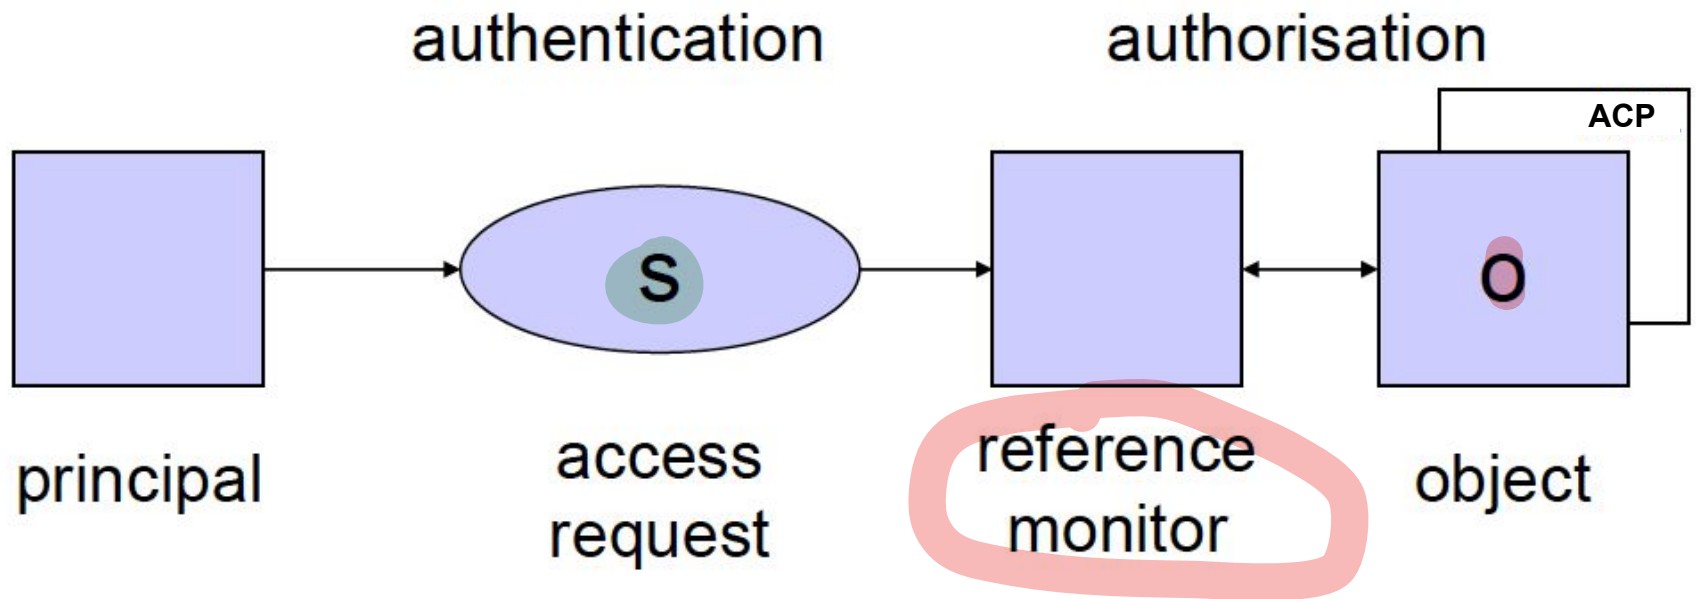 authentication
authorisation
ACP
s
o
principal
access
request
reference
monitor
object